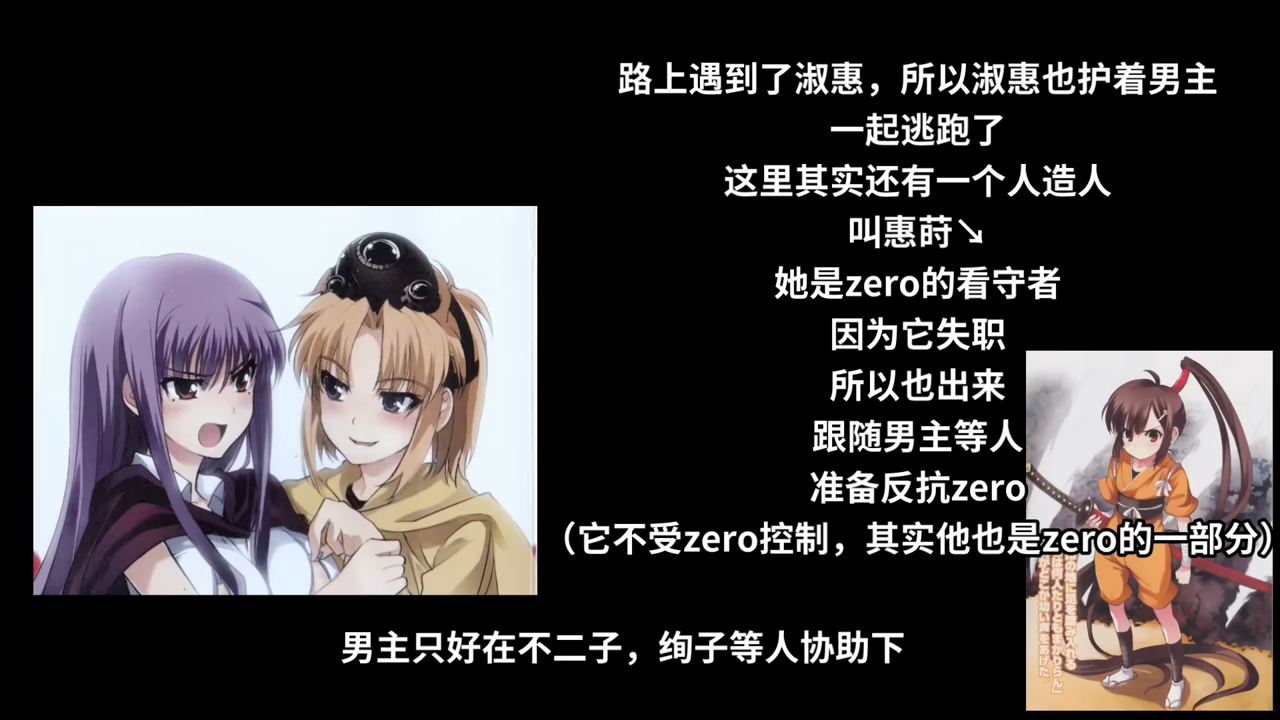 路上遇到了淑惠，所以淑惠也护着男主
一起逃跑了
这里其实还有一个人造人
叫惠莳↘
她是zero的看守者
因为它失职
所以也出来
跟随男主等人
准备反抗zero
（它不受zero控制，其实他也是zero的一部分）
男主只好在不二子，绚子等人协助下